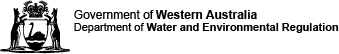 Government of Western Australia
Department of Water and Environmental Regulation